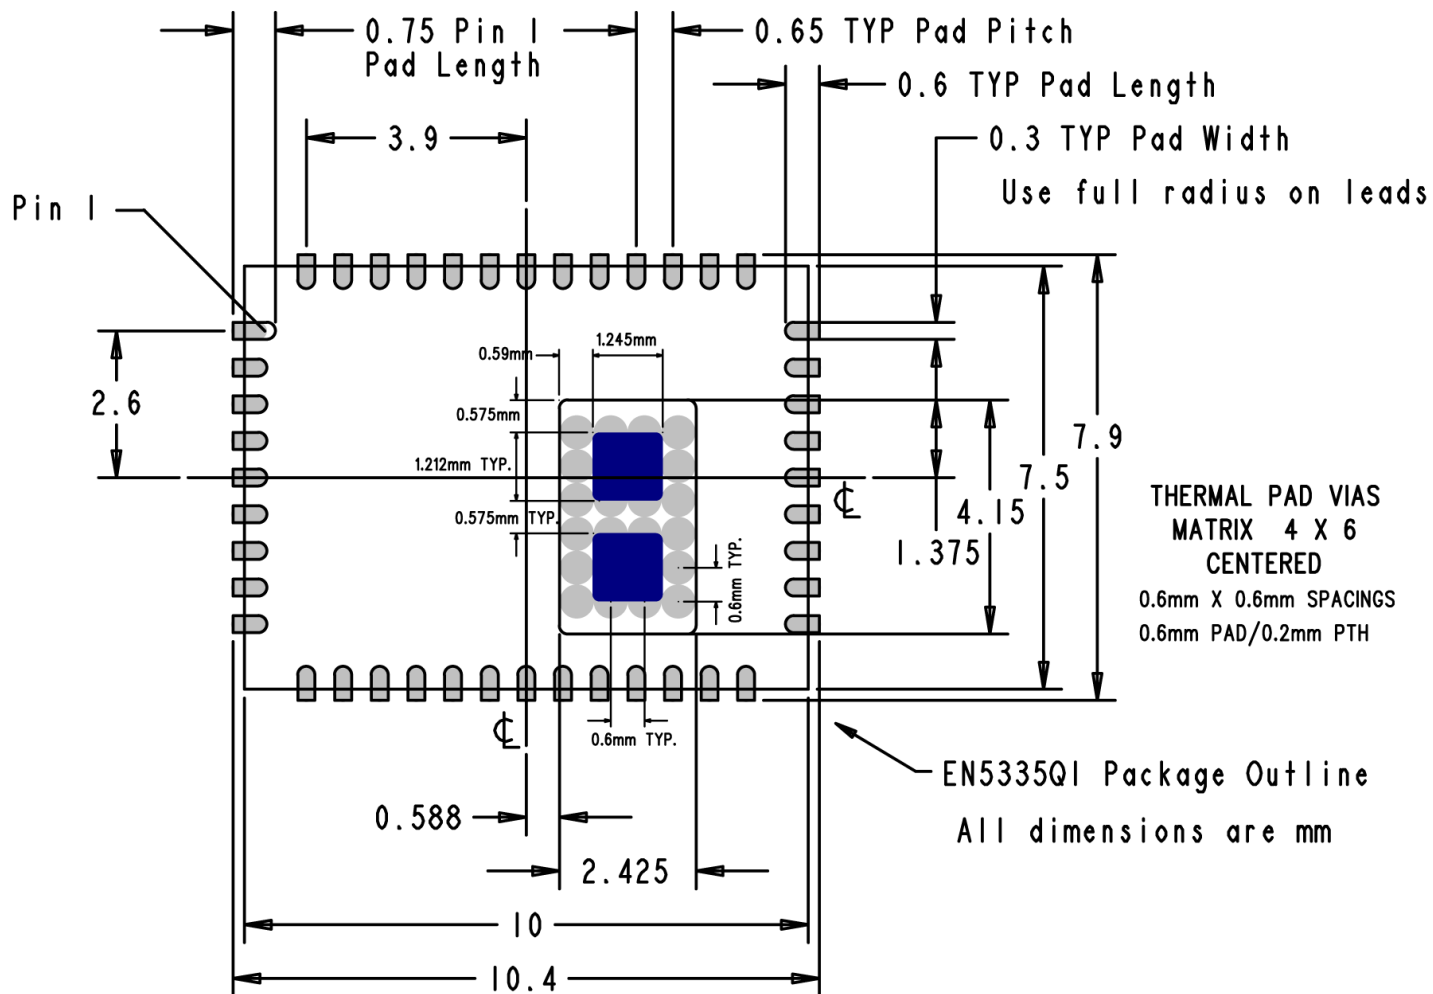 0.75 Pin 1
Pad Length
0.65 TYP Pad Pitch
0.6 TYP Pad Length
3.9
0.3 TYP Pad Width
Use full radius on leads
Pin 1
0.59mm
1.245mm
2.6
0.575mm
7.9
1.212mm TYP.
7.5
℄
4.15
0.575mm TYP.
1.375
0.6mm TYP.
THERMAL PAD VIAS
MATRIX 4 X 6
CENTERED
0.6mm X 0.6mm SPACINGS
0.6mm PAD/0.2mm PTH
℄
0.6mm TYP.
EN5335QI Package Outline
0.588
All dimensions are mm
2.425
10
10.4